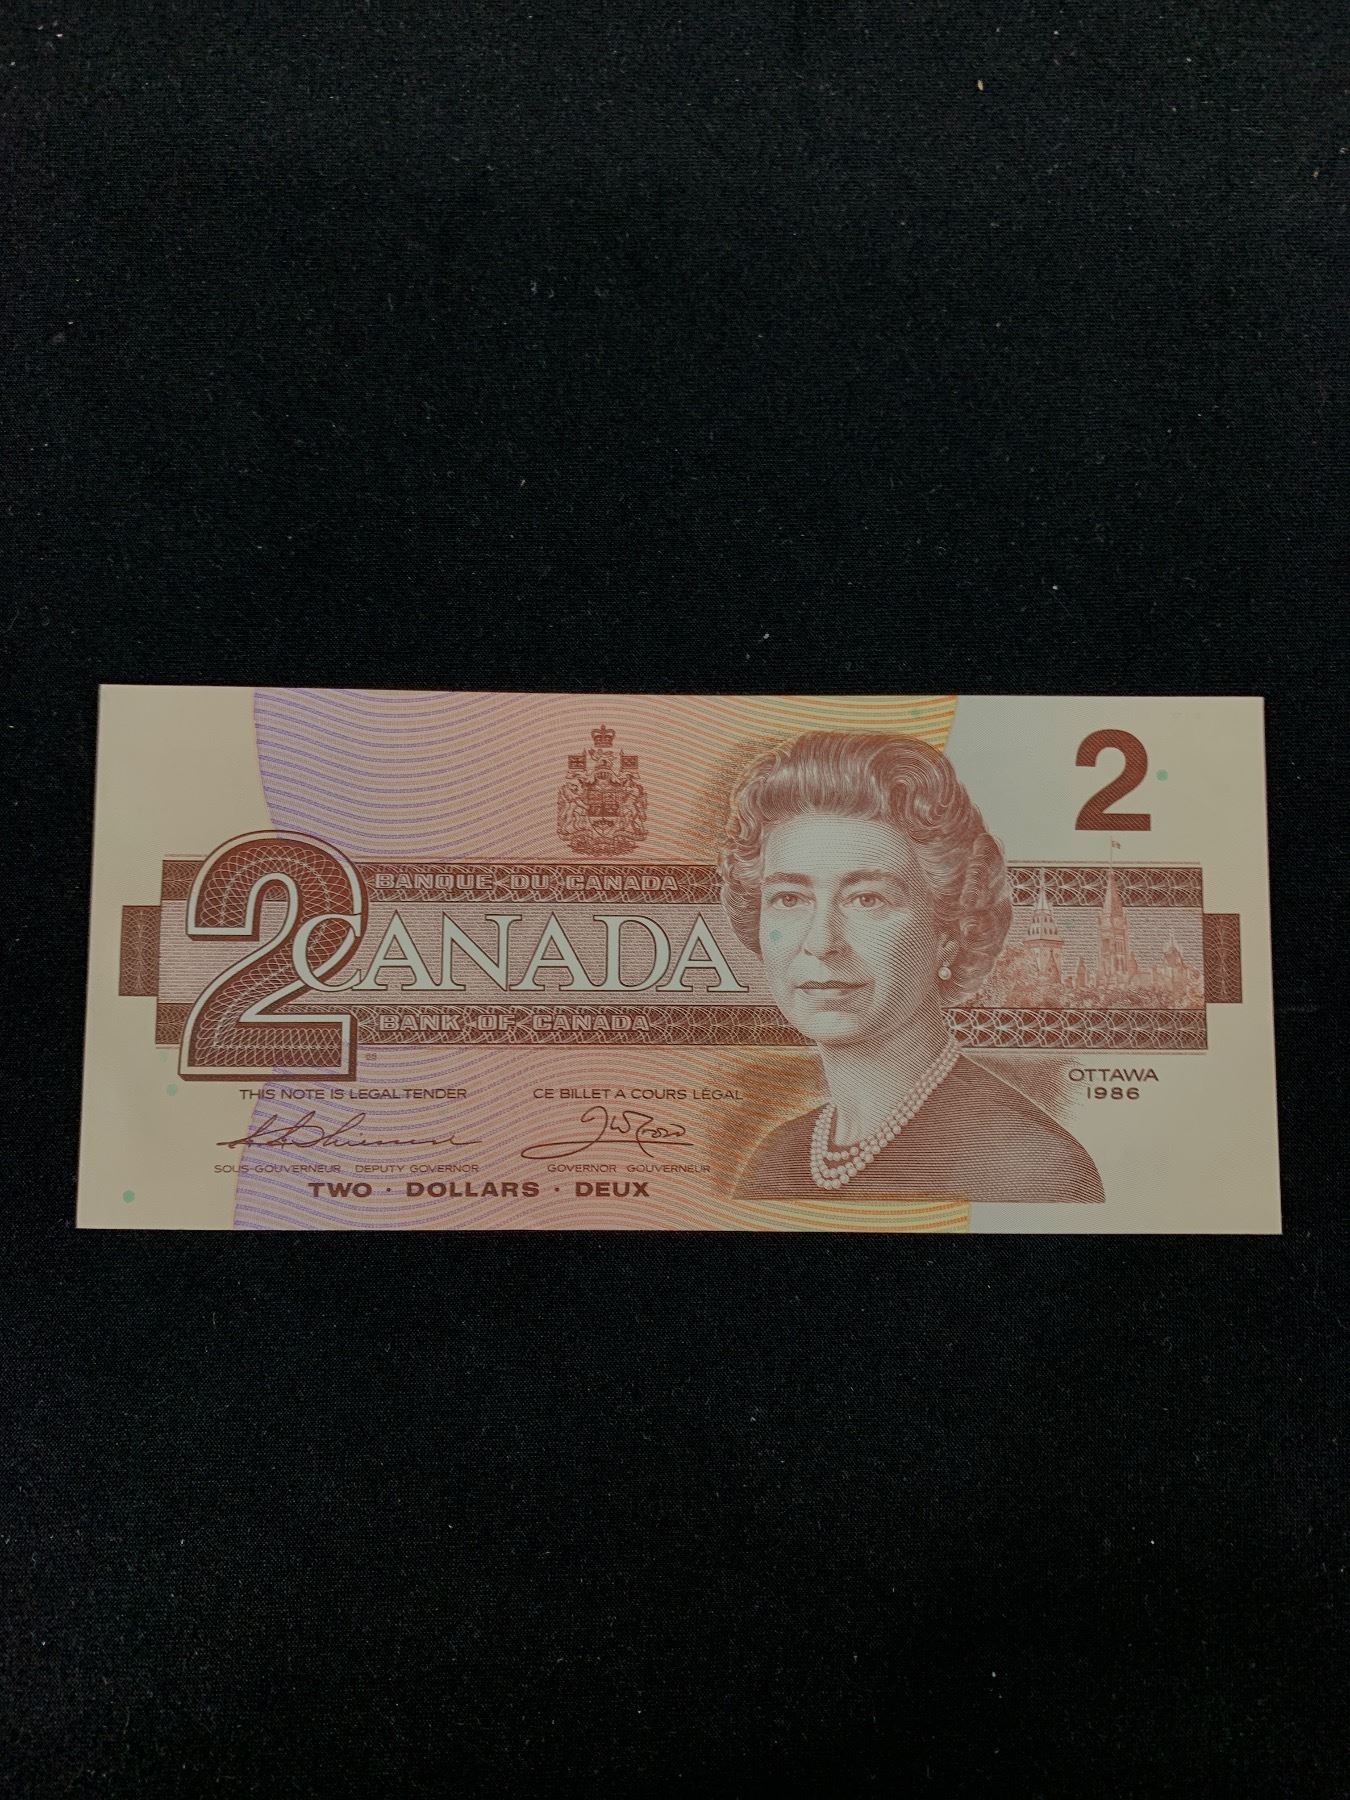 2
BANQUE DU CANADA
2 CANADA
BANK OF CANADA
OTTAWA
1986
THIS NOTE IS LEGAL TENDER CE BILLET A COURS LÉGAL
SOUS-GOUVERNEUR DEPUTY GOVERNOR GOVERNOR GOUVERNEUR
TWO · DOLLARS · DEUX